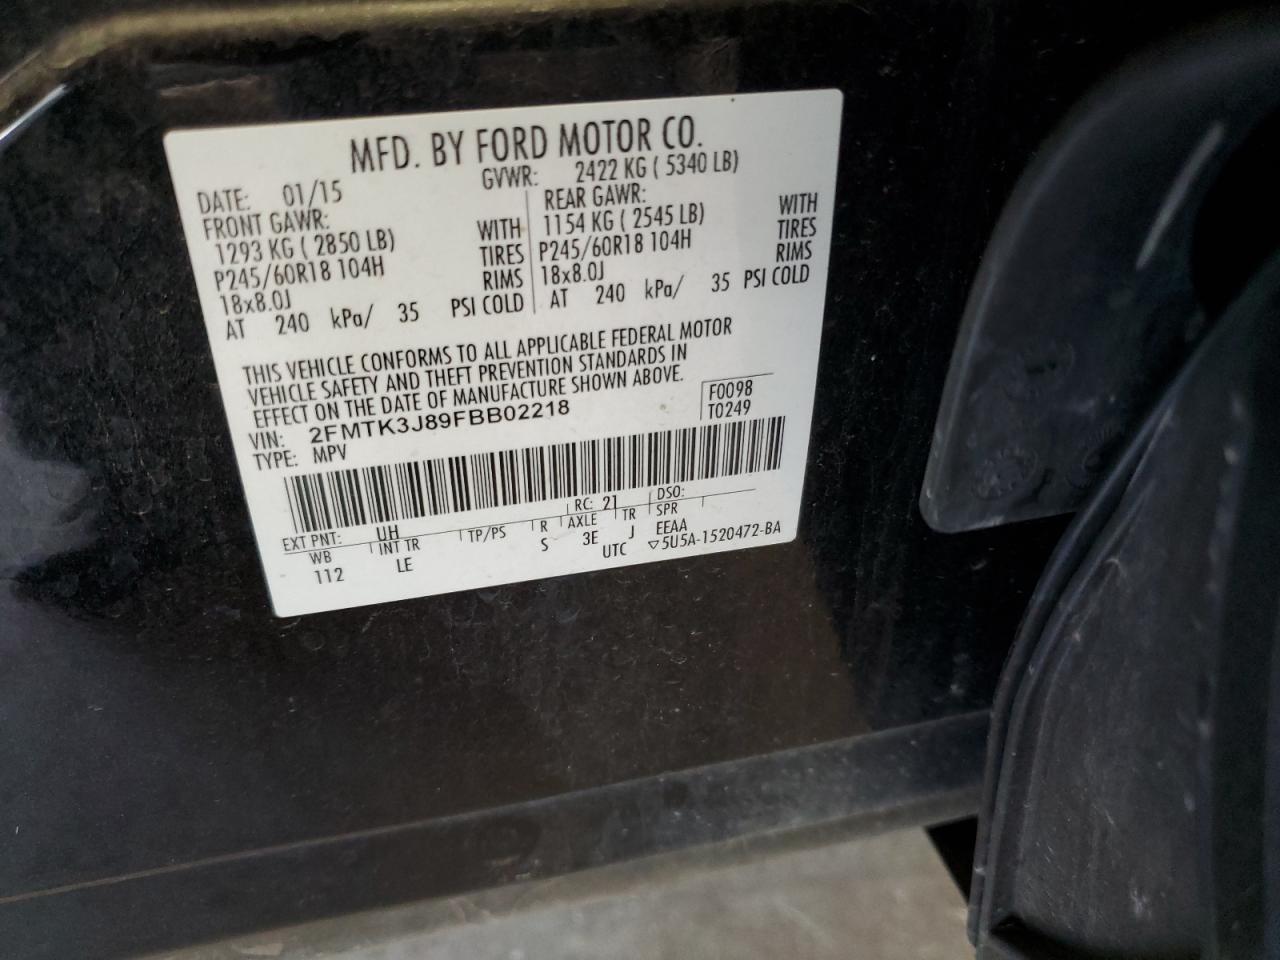 MFD. BY FORD MOTOR CO.
DATE: 01/15 GVWR: 2422 KG ( 5340 LB)
FRONT GAWR: REAR GAWR:
1293 KG ( 2850 LB) WITH 1154 KG ( 2545 LB) WITH
P245/60R18 104H TIRES P245/60R18 104H TIRES
18x8.0J RIMS 18x8.0J RIMS
AT 240 kPa/ 35 PSI COLD AT 240 kPa/ 35 PSI COLD
THIS VEHICLE CONFORMS TO ALL APPLICABLE FEDERAL MOTOR
VEHICLE SAFETY AND THEFT PREVENTION STANDARDS IN
EFFECT ON THE DATE OF MANUFACTURE SHOWN ABOVE.
VIN: 2FMTK3J89FBB02218 F0098
TYPE: MPV T0249
EXT PNT: UH RC: 21 DSO:
WB INT TR TP/PS R AXLE TR SPR
112 LE S 3E J EEAA
UTC ▽5U5A-1520472-BA